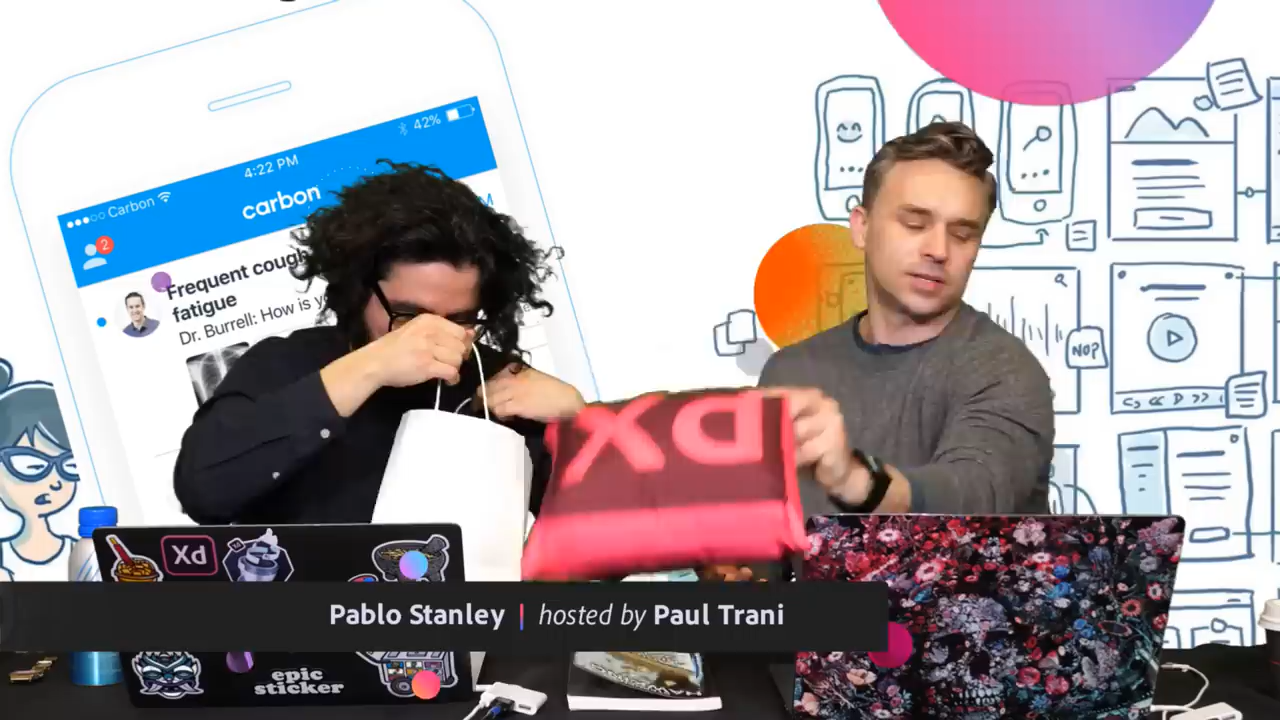 42%
4:22 PM
Carbon
carbon
2
Frequent cough
fatigue
Dr. Burrell: How is
NOP
Xd
Xd
Pablo Stanley | hosted by Paul Trani
epic
sticker